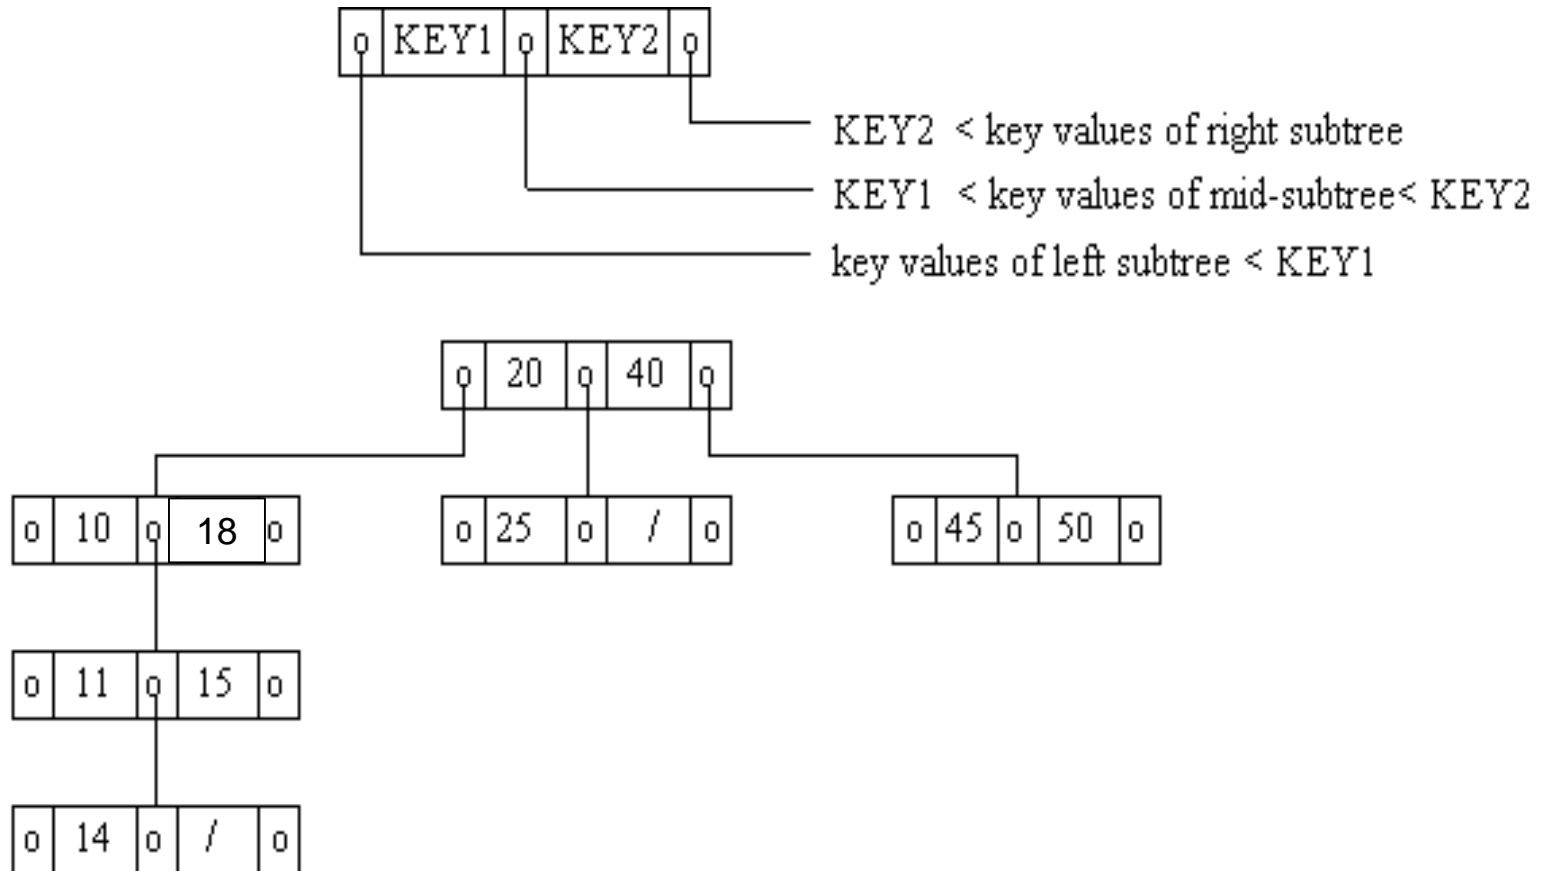 o KEY1 o KEY2 o
KEY2 < key values of right subtree
KEY1 < key values of mid-subtree< KEY2
key values of left subtree < KEY1
o 20 o 40 o
o 10 o 18 o
o 25 o / o
o 45 o 50 o
o 11 o 15 o
o 14 o / o